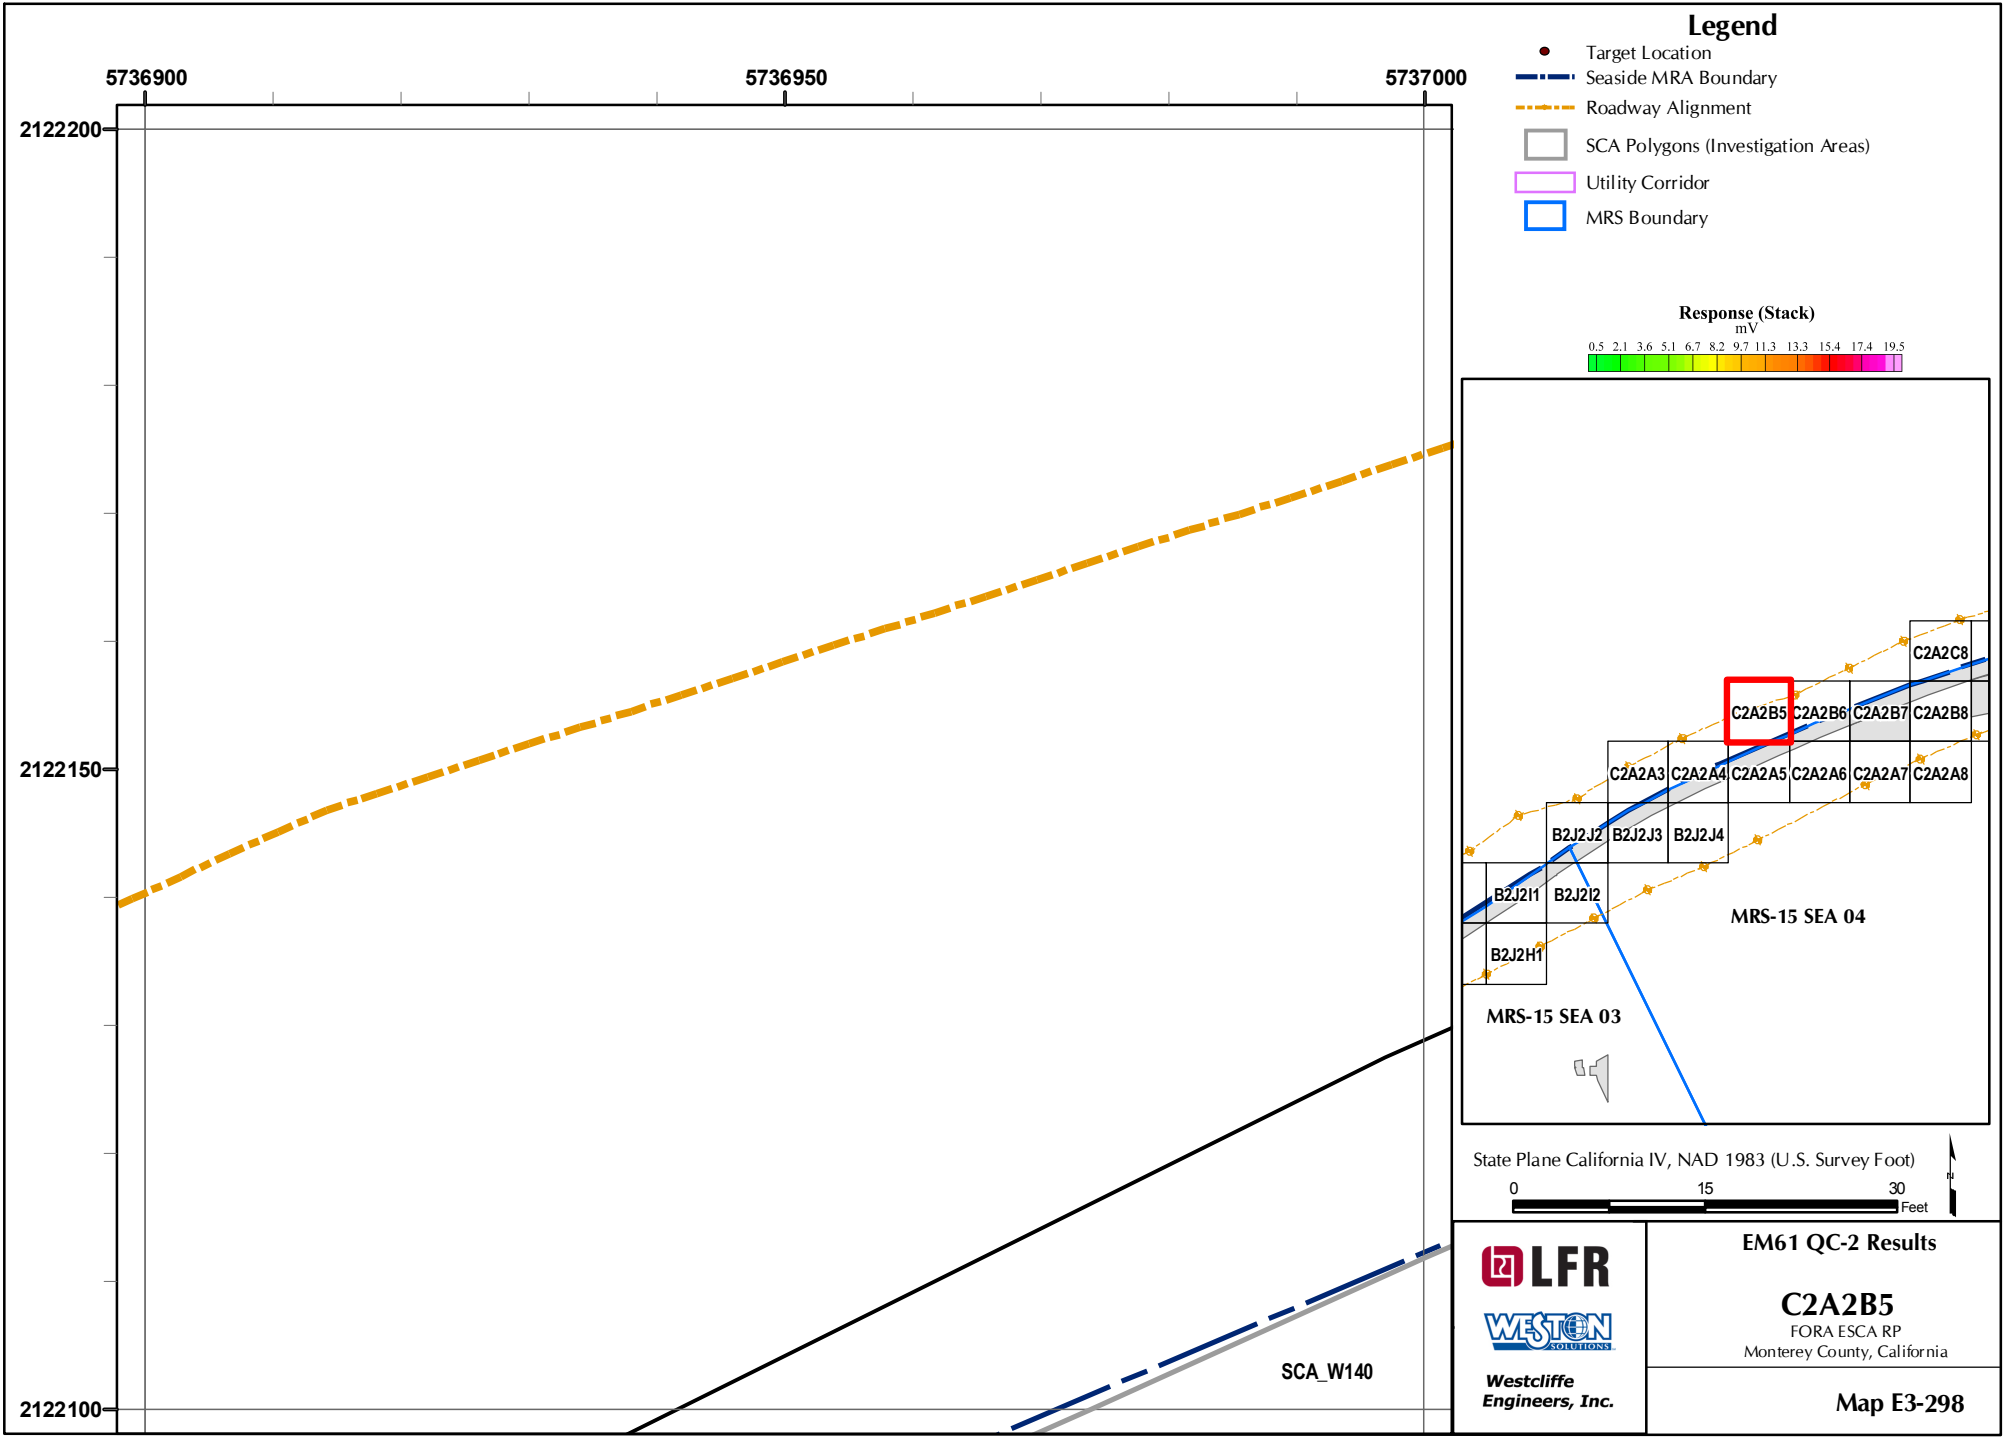 5736900
5736950
5737000
2122200
2122150
2122100
SCA_W140
Legend
Target Location
Seaside MRA Boundary
Roadway Alignment
SCA Polygons (Investigation Areas)
Utility Corridor
MRS Boundary
Response (Stack)
mV
0.5 2.1 3.6 5.1 6.7 8.2 9.7 11.3 13.3 15.4 17.4 19.5
C2A2C8
C2A2B5 C2A2B6 C2A2B7 C2A2B8
C2A2A3 C2A2A4 C2A2A5 C2A2A6 C2A2A7 C2A2A8
B2J2J2 B2J2J3 B2J2J4
B2J2I1 B2J2I2
MRS-15 SEA 04
B2J2H1
MRS-15 SEA 03
State Plane California IV, NAD 1983 (U.S. Survey Foot)
N
0 15 30
Feet
LFR
WESTON
SOLUTIONS
Westcliffe
Engineers, Inc.
EM61 QC-2 Results
C2A2B5
FORA ESCA RP
Monterey County, California
Map E3-298